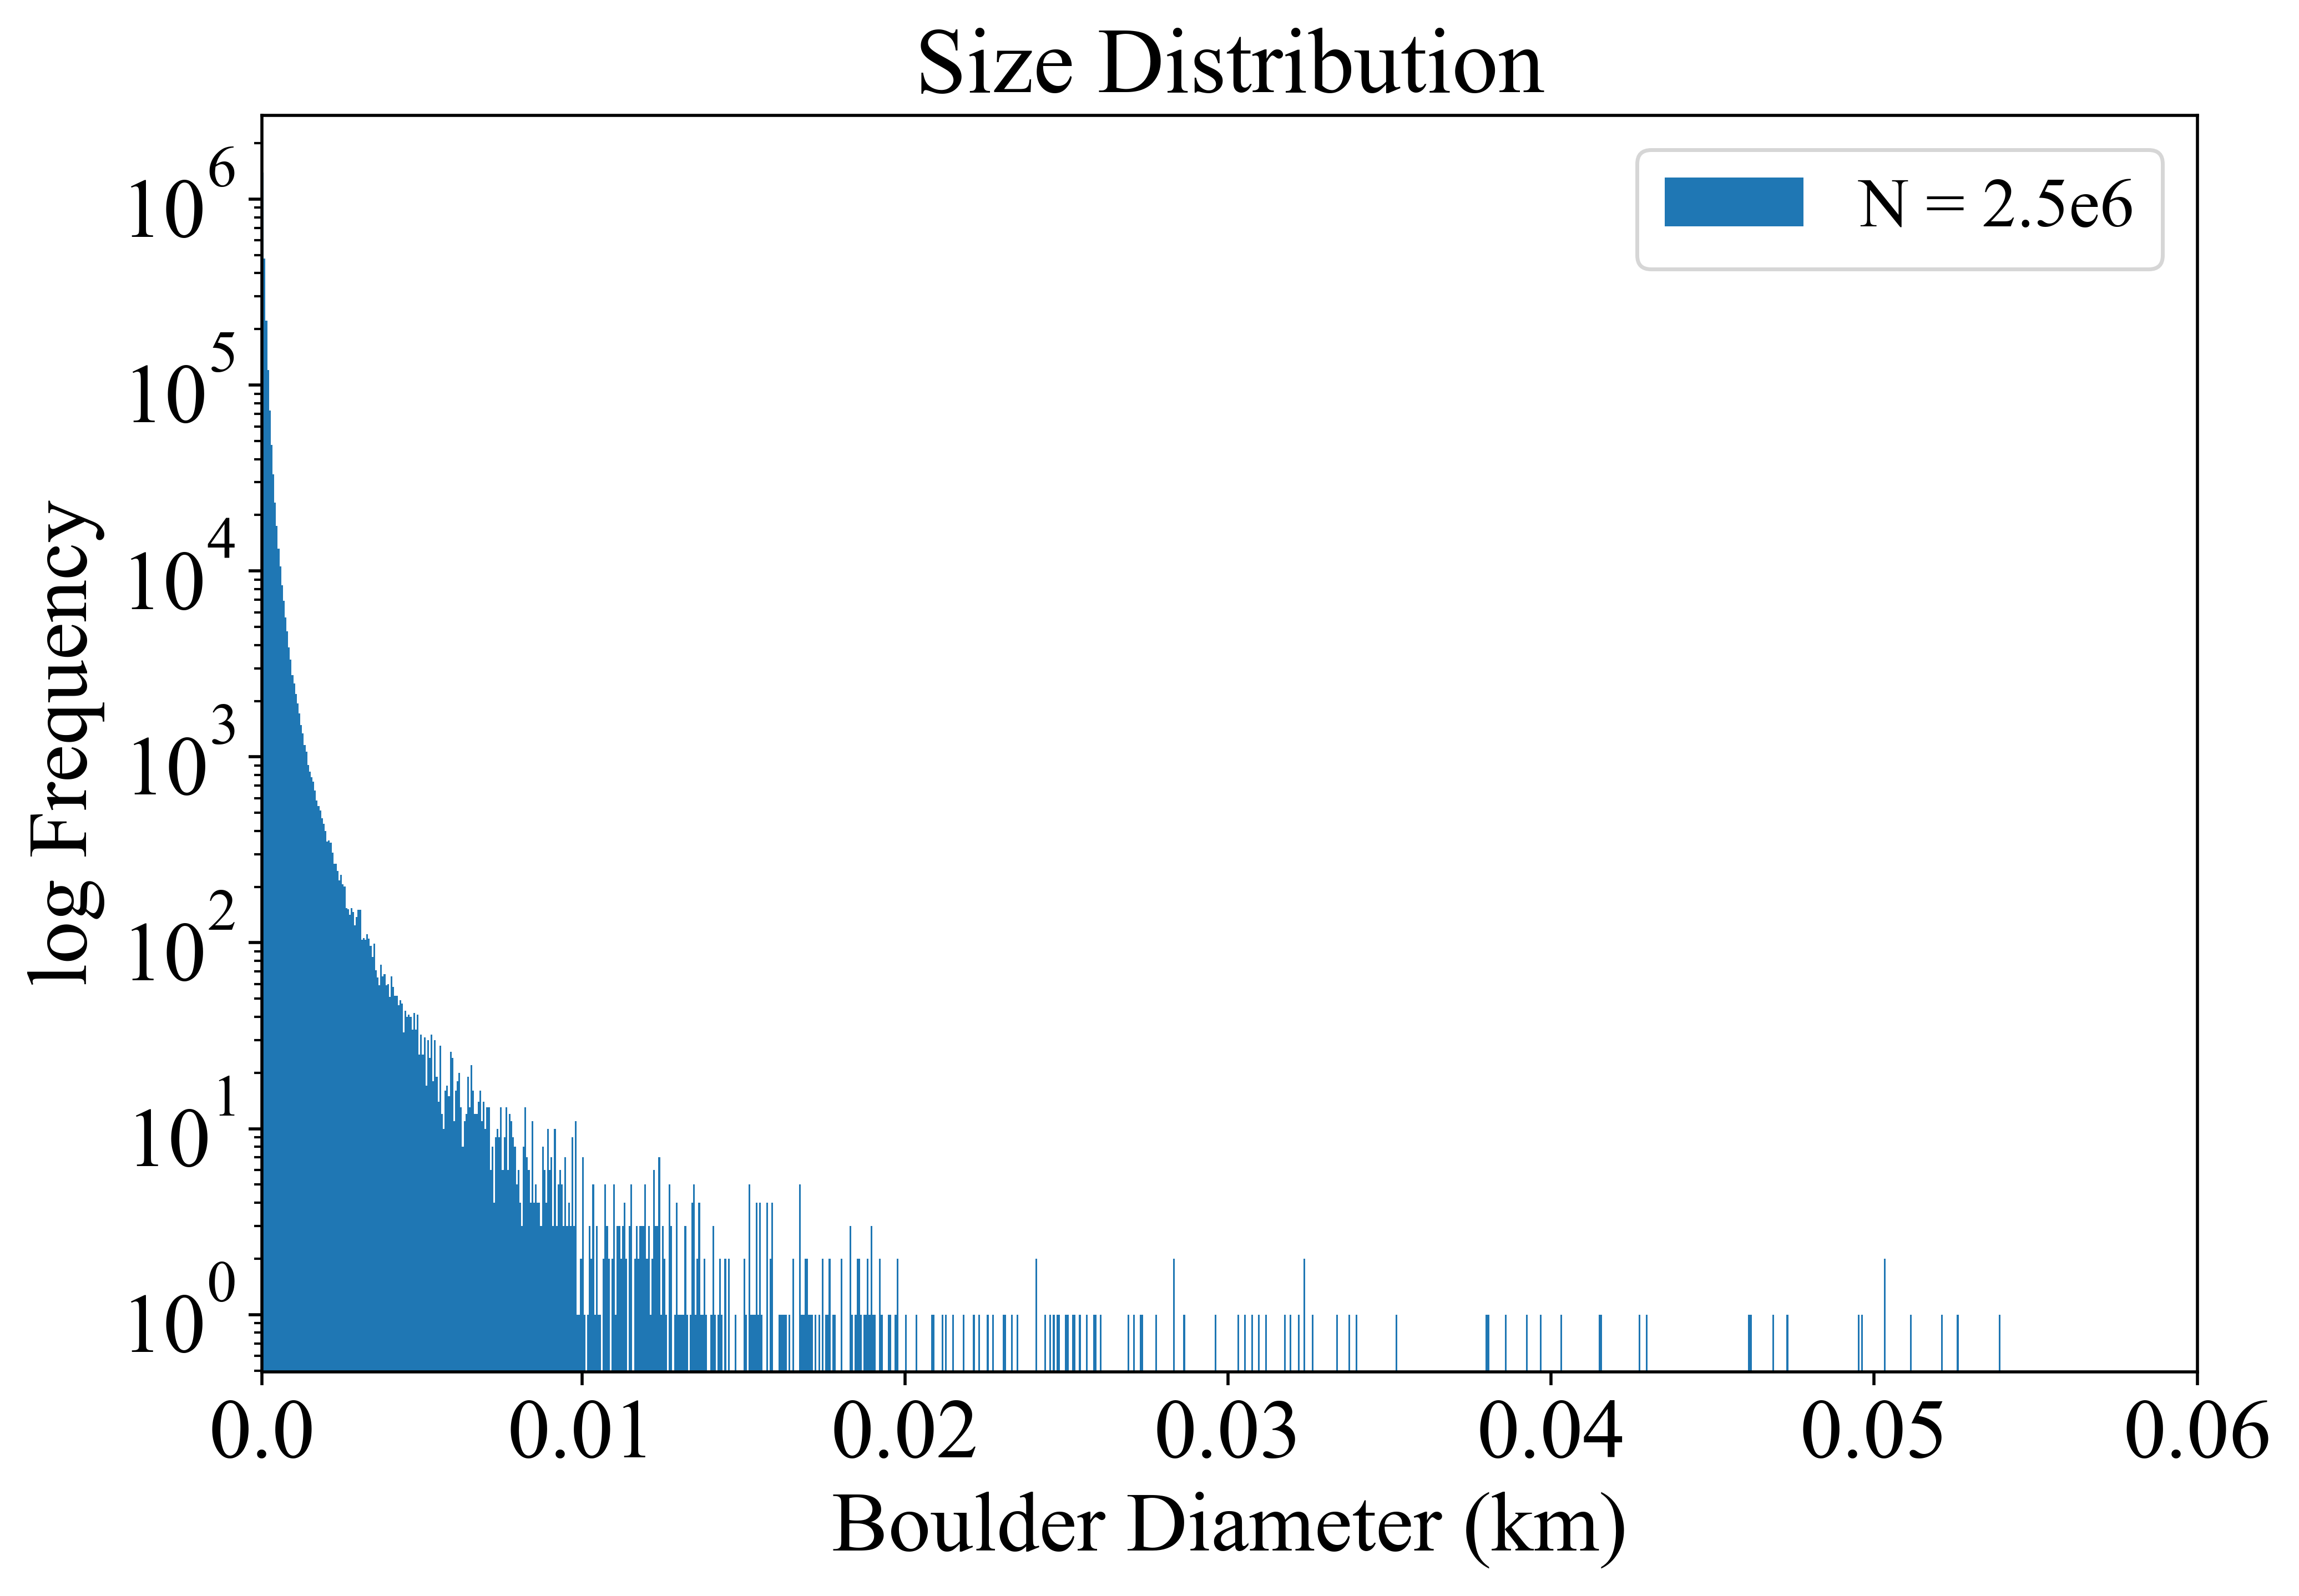 Size Distribution
N = 2.5e6
log Frequency
10^6
10^5
10^4
10^3
10^2
10^1
10^0
0.0 0.01 0.02 0.03 0.04 0.05 0.06
Boulder Diameter (km)